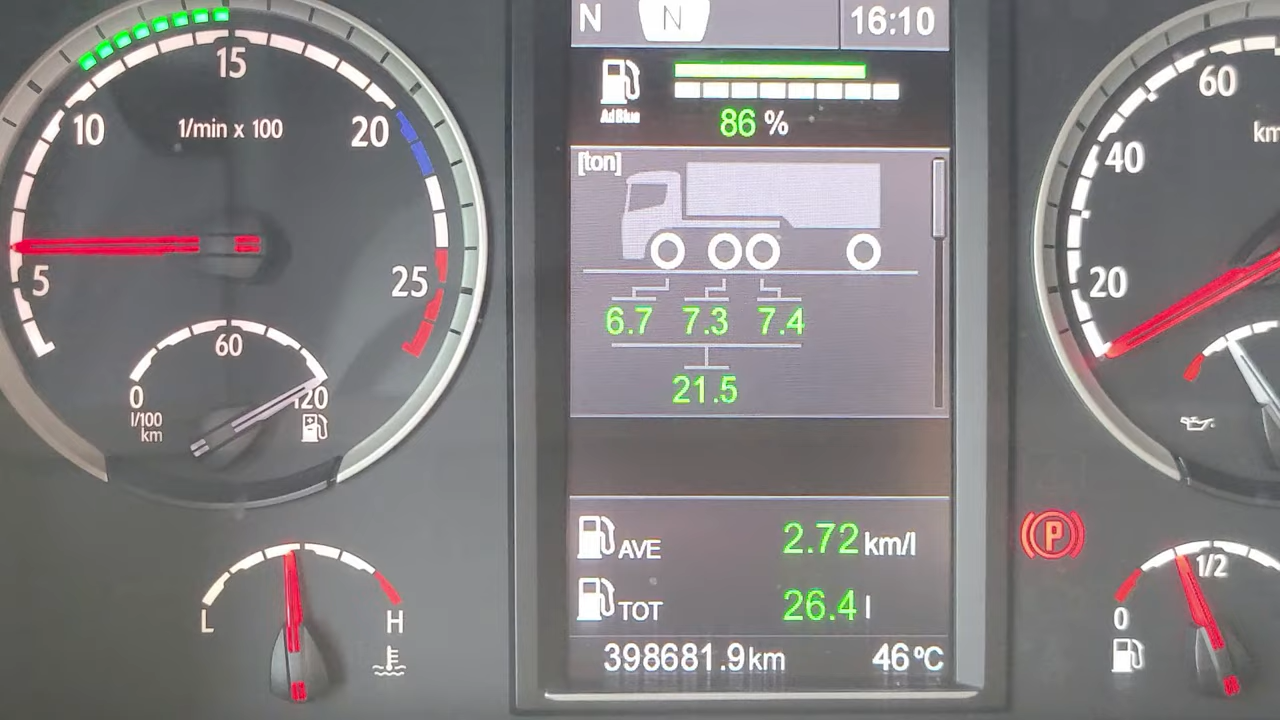 N N 16:10
AdBlue
86 %
[ton]
6.7 7.3 7.4
21.5
AVE 2.72 km/l
TOT 26.4 l
398681.9km 46°C
5 10 15 20 25
1/min x 100
0 60 120
l/100
km
L H
20 40 60
km
P
0 1/2